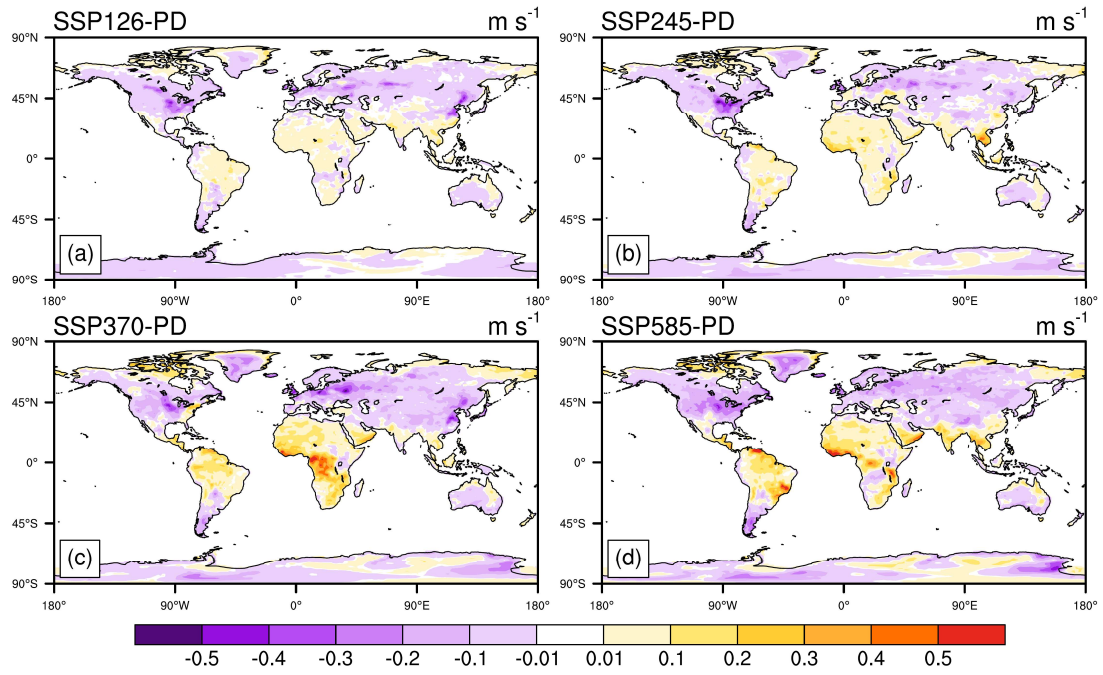 SSP126-PD m s-1 SSP245-PD m s-1
90°N 90°N
45°N 45°N
0° 0°
45°S 45°S
(a) (b)
90°S 90°S
180° 90°W 0° 90°E 180° 180° 90°W 0° 90°E 180°
SSP370-PD m s-1 SSP585-PD m s-1
90°N 90°N
45°N 45°N
0° 0°
45°S 45°S
(c) (d)
90°S 90°S
180° 90°W 0° 90°E 180° 180° 90°W 0° 90°E 180°
-0.5 -0.4 -0.3 -0.2 -0.1 -0.01 0.01 0.1 0.2 0.3 0.4 0.5